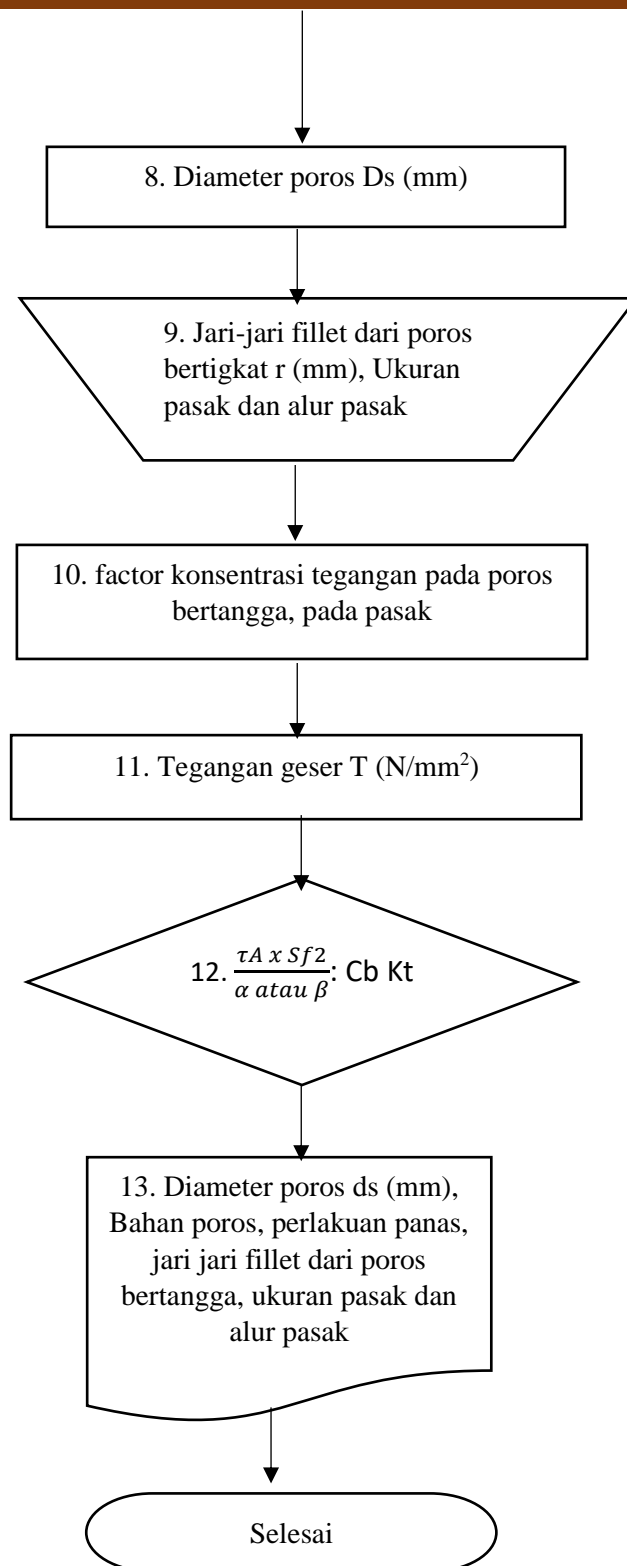 8. Diameter poros Ds (mm)
9. Jari-jari fillet dari poros
bertigkat r (mm), Ukuran
pasak dan alur pasak
10. factor konsentrasi tegangan pada poros
bertangga, pada pasak
11. Tegangan geser T (N/mm²)
12. τA x Sf2 / α atau β : Cb Kt
13. Diameter poros ds (mm),
Bahan poros, perlakuan panas,
jari jari fillet dari poros
bertangga, ukuran pasak dan
alur pasak
Selesai